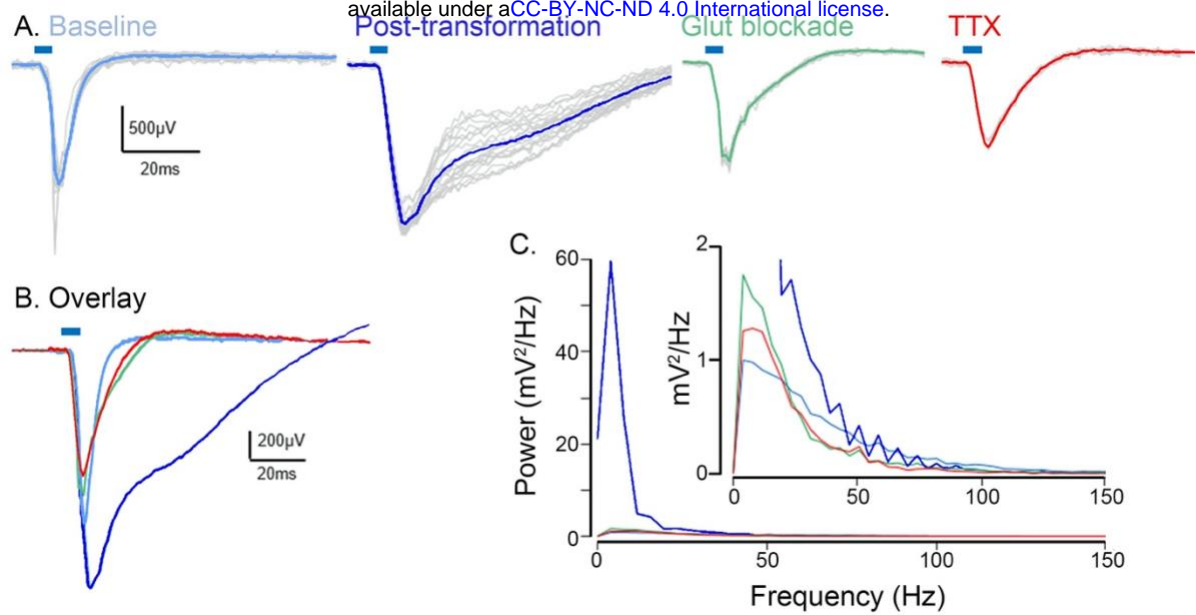 available under aCC-BY-NC-ND 4.0 International license.
A. Baseline
Post-transformation
Glut blockade
TTX
500µV
20ms
B. Overlay
200µV
20ms
C.
Power (mV²/Hz)
60
40
20
0
0
50
100
150
Frequency (Hz)
mV²/Hz
2
1
0
0
50
100
150